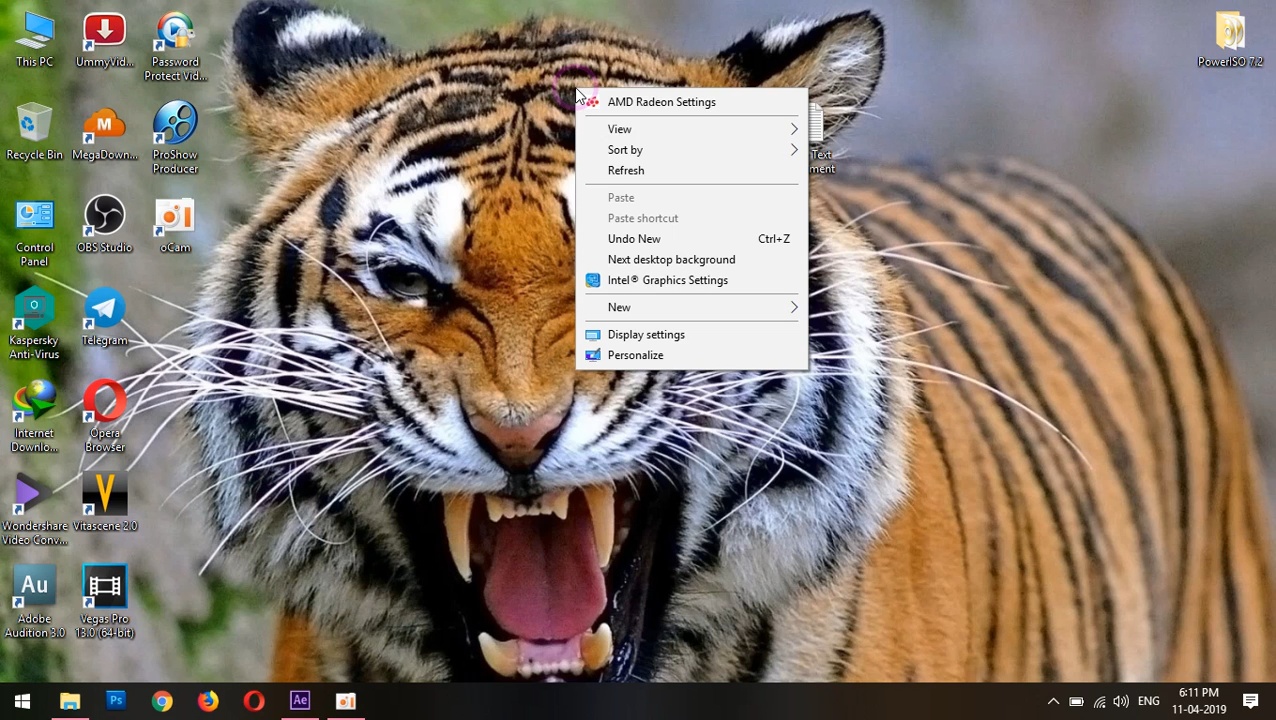 This PC
UmmyVid...
Password
Protect Vid...
PowerISO 7.2
Recycle Bin
MegaDown...
ProShow
Producer
Control
Panel
OBS Studio
oCam
Kaspersky
Anti-Virus
Telegram
Internet
Downlo...
Opera
Browser
Wondershare
Video Conv...
Vitascene 2.0
Au
Adobe
Audition 3.0
Vegas Pro
13.0 (64-bit)
AMD Radeon Settings
View
Sort by
Refresh
Paste
Paste shortcut
Undo New Ctrl+Z
Next desktop background
Intel® Graphics Settings
New
Display settings
Personalize
Text
ment
Ps
Ae
ENG
6:11 PM
11-04-2019